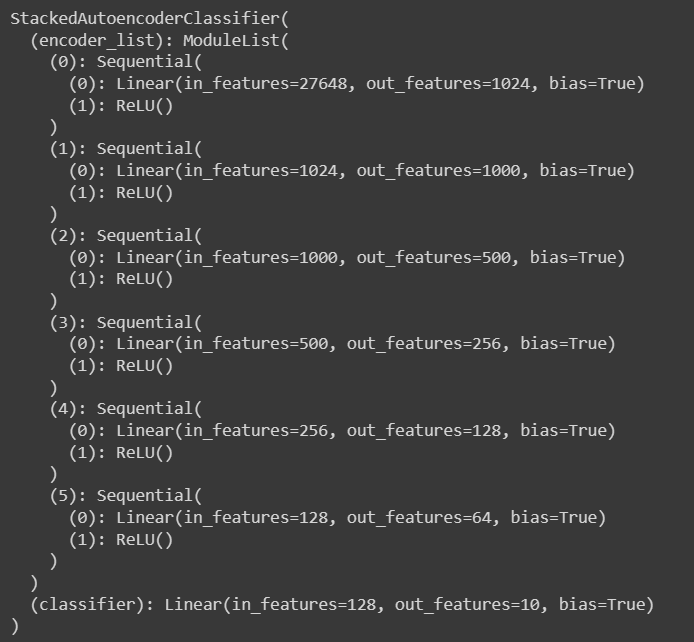 StackedAutoencoderClassifier(
  (encoder_list): ModuleList(
    (0): Sequential(
      (0): Linear(in_features=27648, out_features=1024, bias=True)
      (1): ReLU()
    )
    (1): Sequential(
      (0): Linear(in_features=1024, out_features=1000, bias=True)
      (1): ReLU()
    )
    (2): Sequential(
      (0): Linear(in_features=1000, out_features=500, bias=True)
      (1): ReLU()
    )
    (3): Sequential(
      (0): Linear(in_features=500, out_features=256, bias=True)
      (1): ReLU()
    )
    (4): Sequential(
      (0): Linear(in_features=256, out_features=128, bias=True)
      (1): ReLU()
    )
    (5): Sequential(
      (0): Linear(in_features=128, out_features=64, bias=True)
      (1): ReLU()
    )
  )
  (classifier): Linear(in_features=128, out_features=10, bias=True)
)